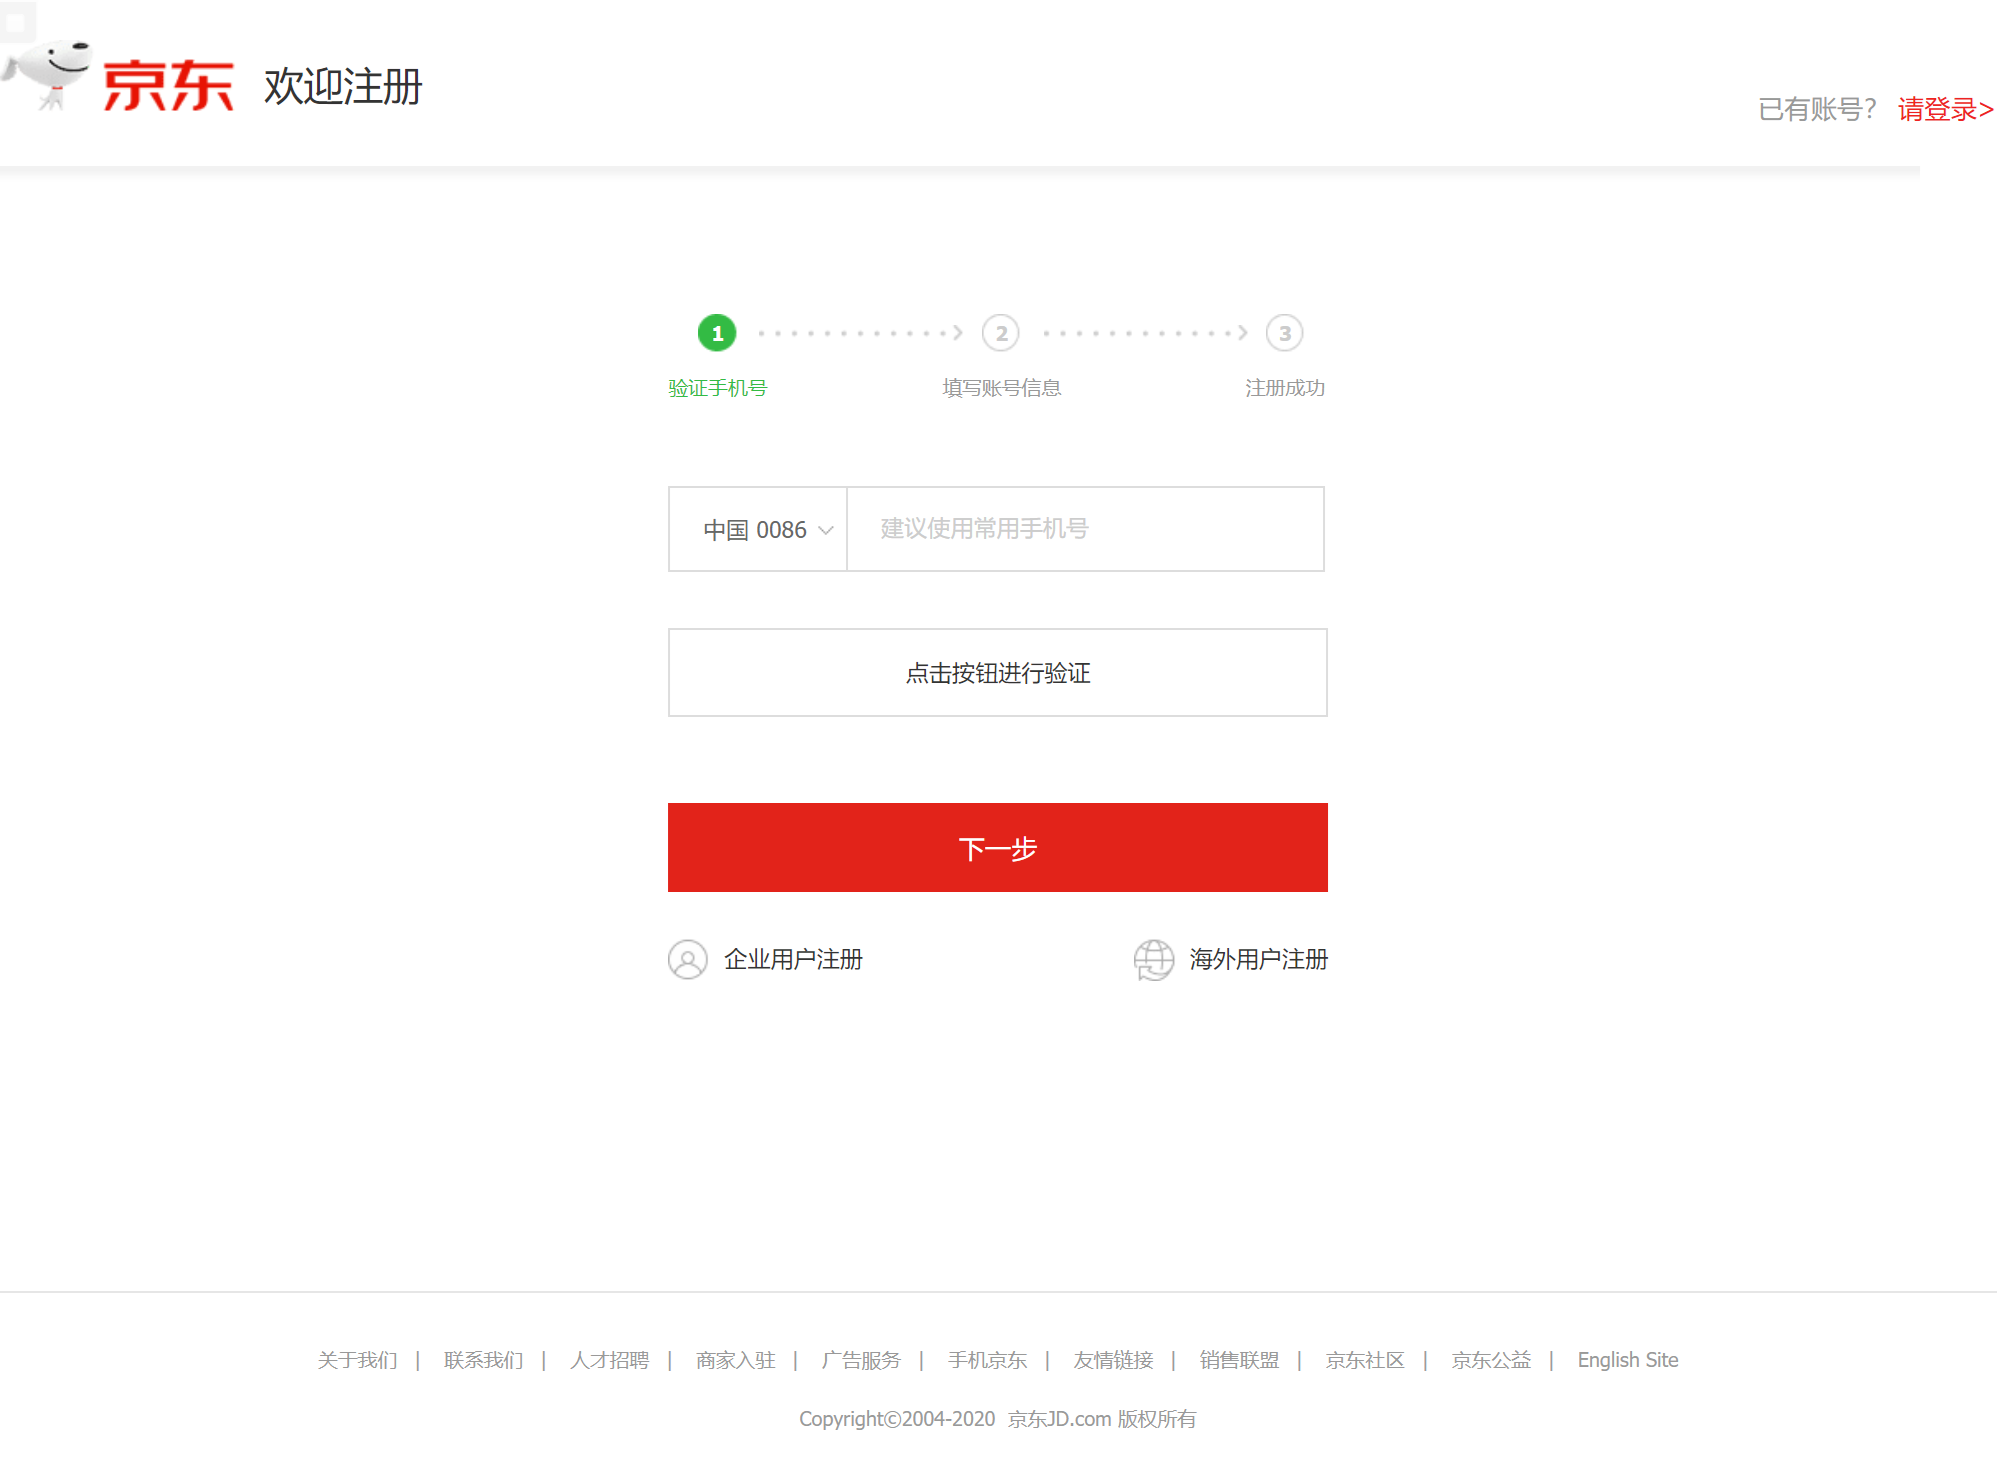 京东 欢迎注册
已有账号? 请登录>
1 2 3
验证手机号 填写账号信息 注册成功
中国 0086 建议使用常用手机号
点击按钮进行验证
下一步
企业用户注册 海外用户注册
关于我们 | 联系我们 | 人才招聘 | 商家入驻 | 广告服务 | 手机京东 | 友情链接 | 销售联盟 | 京东社区 | 京东公益 | English Site
Copyright©2004-2020 京东JD.com 版权所有